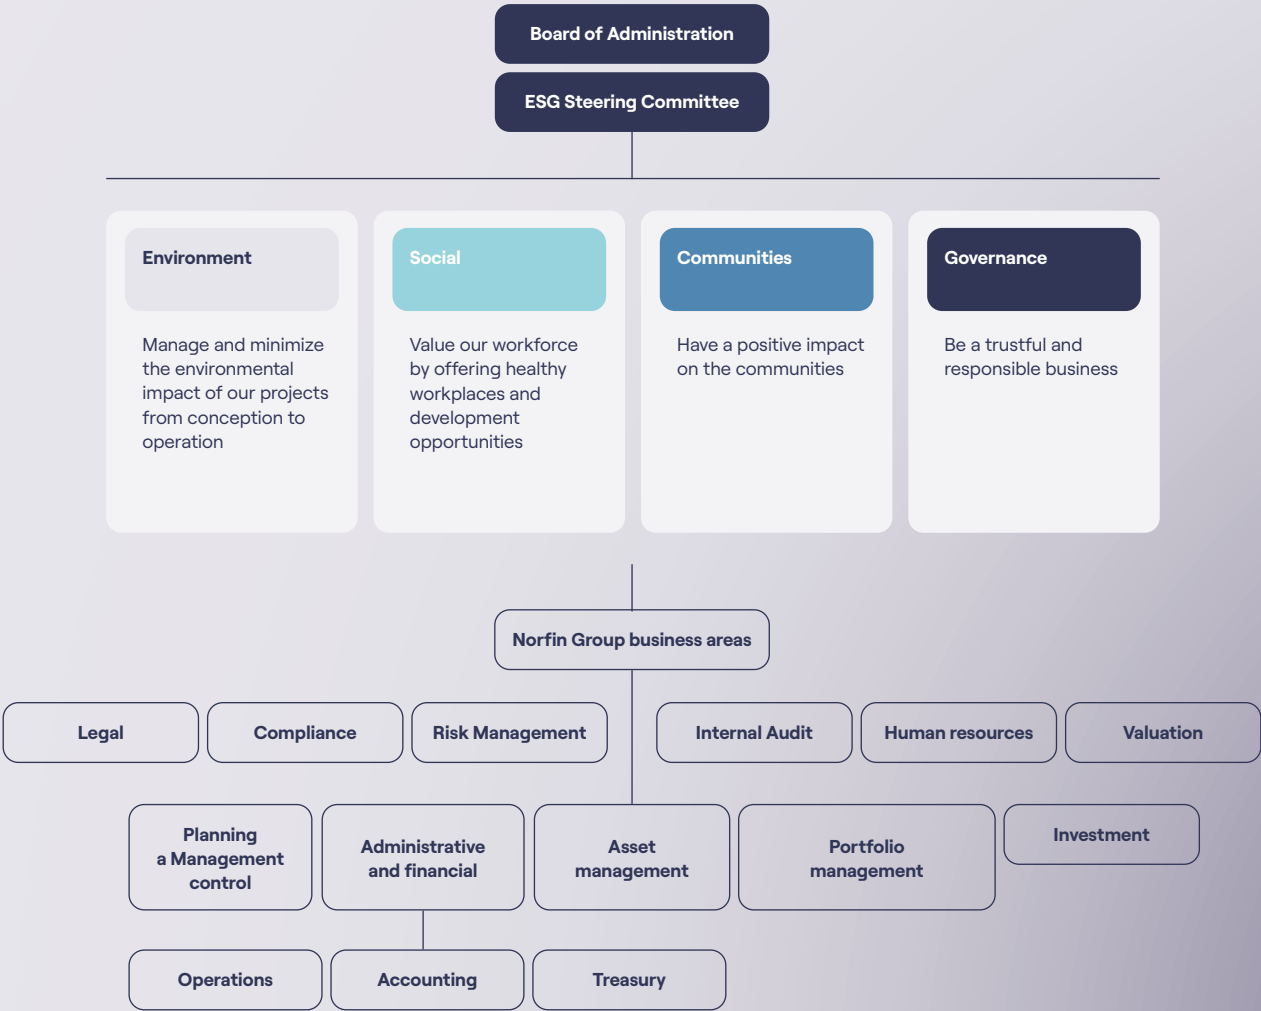 Board of Administration
ESG Steering Committee
Environment
Manage and minimize
the environmental
impact of our projects
from conception to
operation
Social
Value our workforce
by offering healthy
workplaces and
development
opportunities
Communities
Have a positive impact
on the communities
Governance
Be a trustful and
responsible business
Norfin Group business areas
Legal
Compliance
Risk Management
Internal Audit
Human resources
Valuation
Planning
a Management
control
Administrative
and financial
Asset
management
Portfolio
management
Investment
Operations
Accounting
Treasury